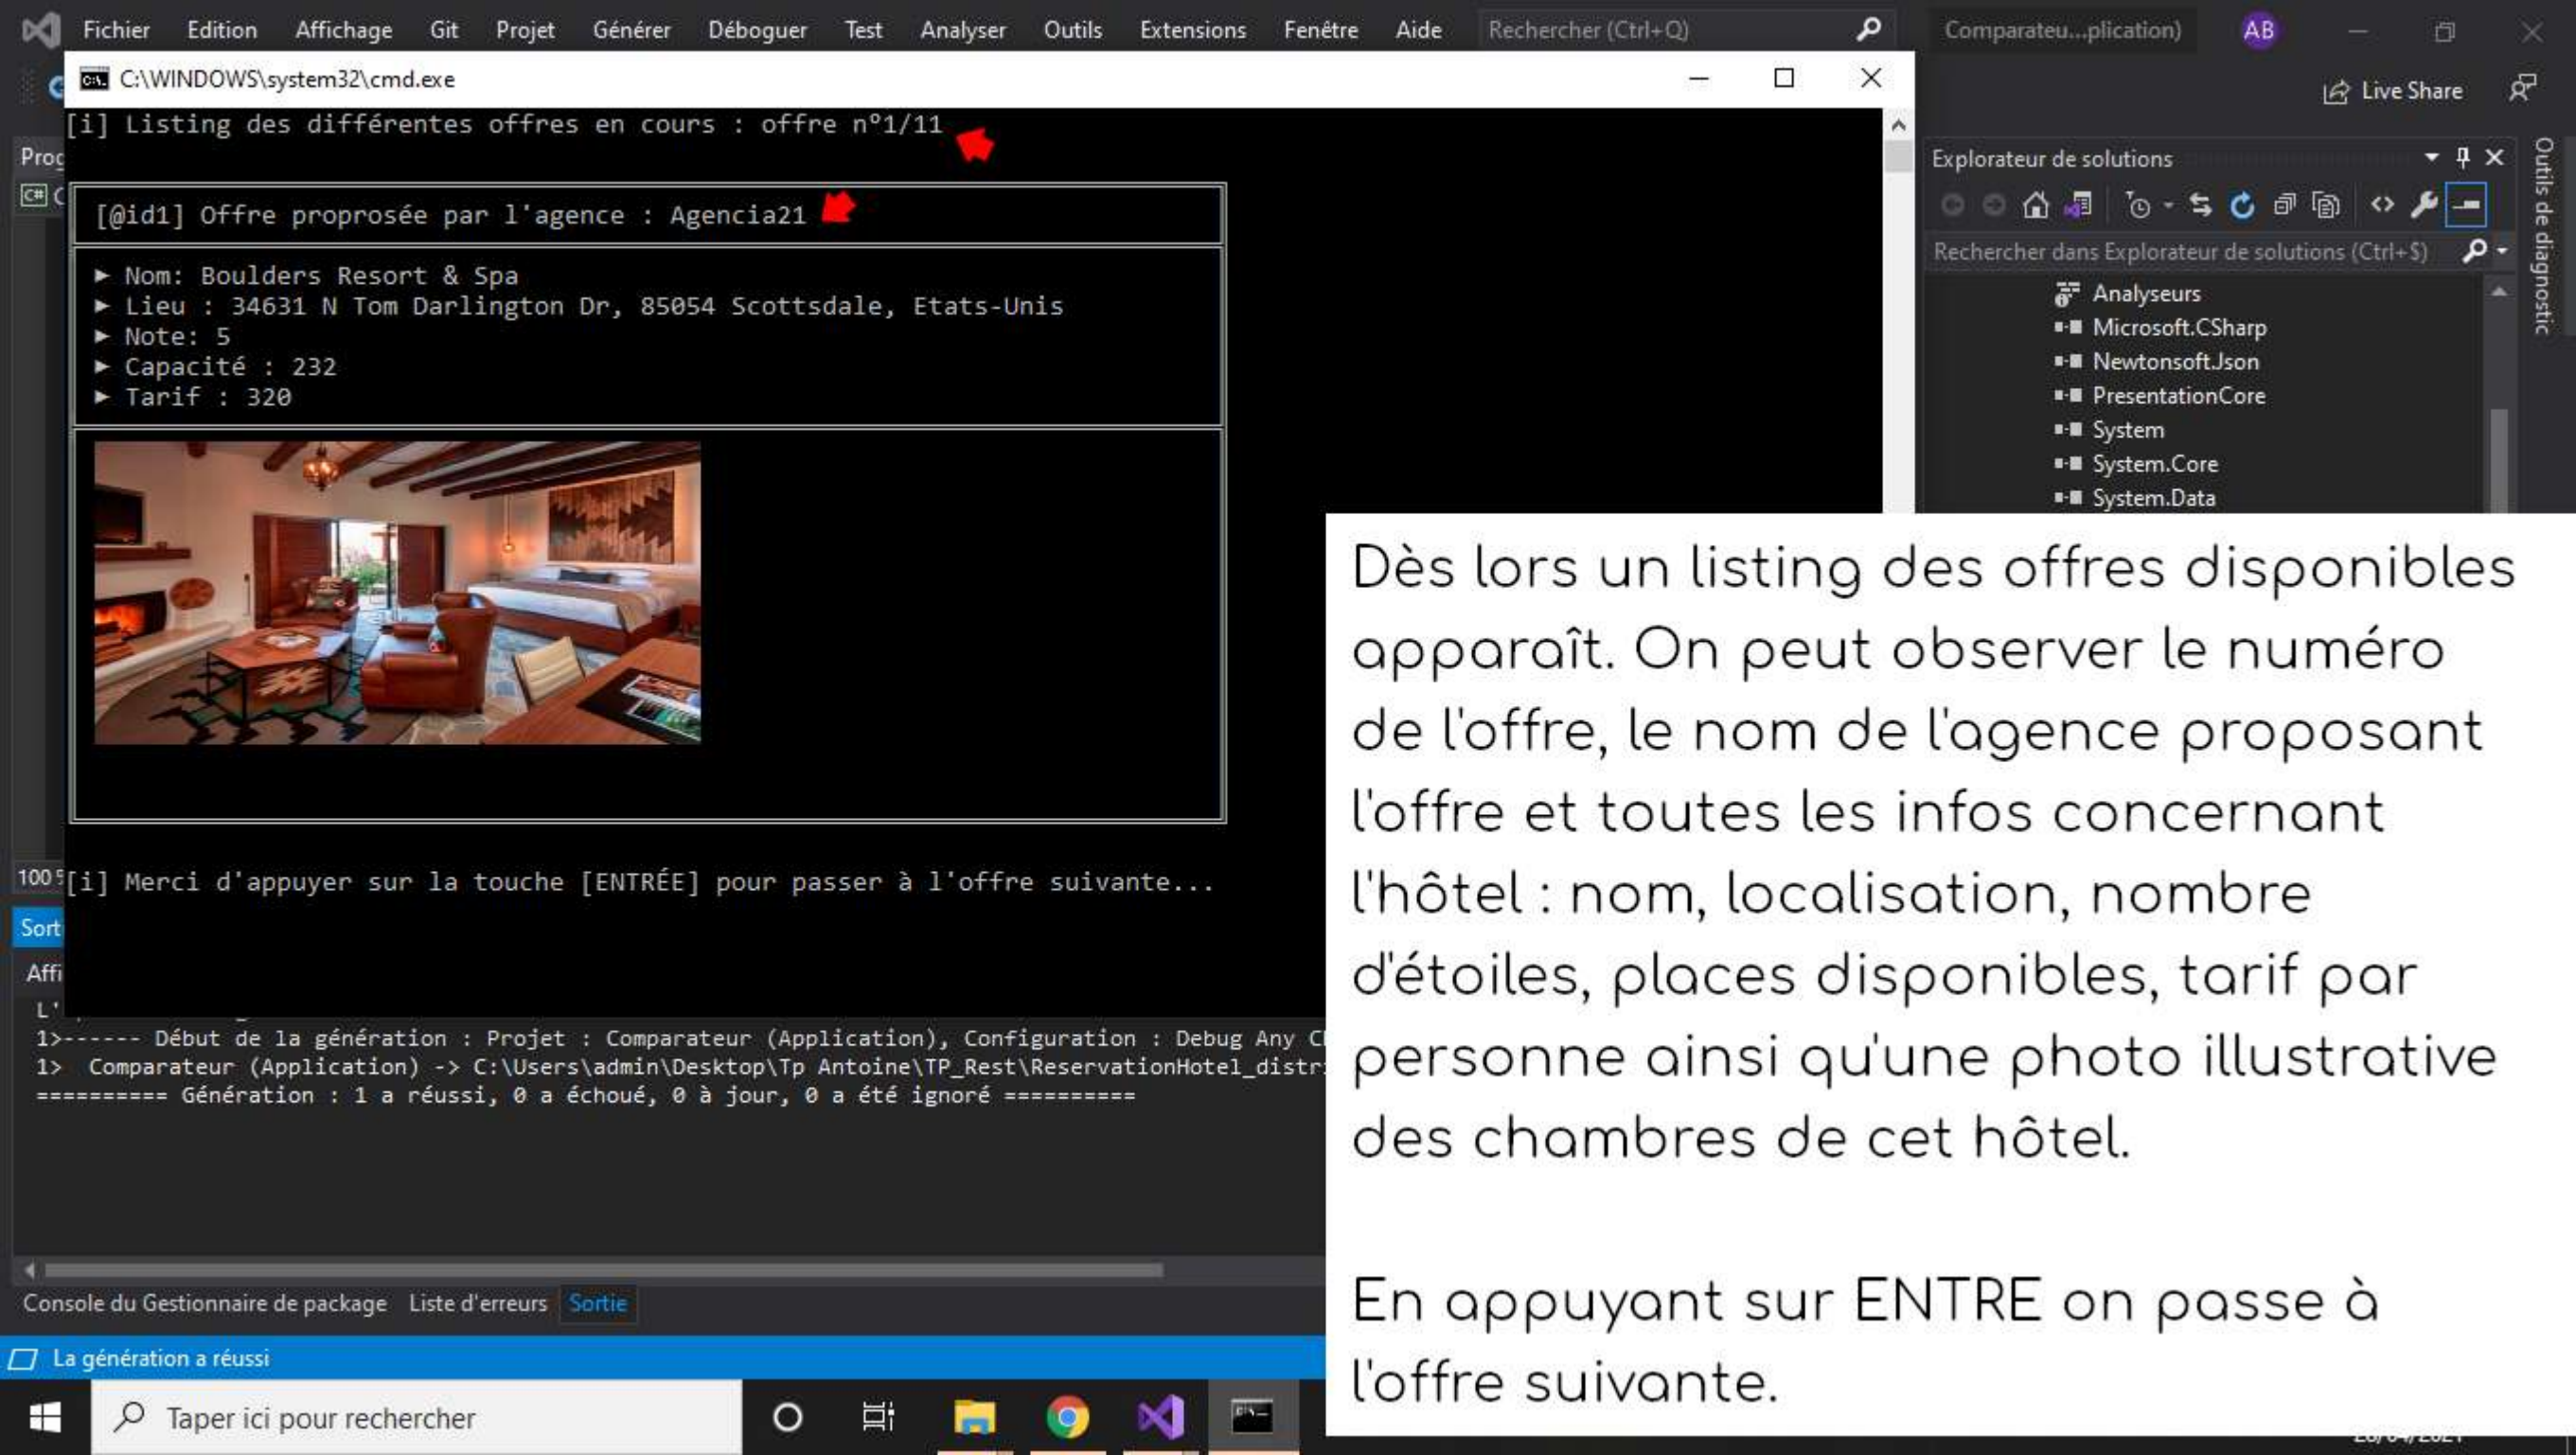 Fichier Edition Affichage Git Projet Générer Déboguer Test Analyser Outils Extensions Fenêtre Aide Rechercher (Ctrl+Q) Comparateu...plication) AB
C:\WINDOWS\system32\cmd.exe
Live Share
[i] Listing des différentes offres en cours : offre n°1/11
[@id1] Offre proprosée par l'agence : Agencia21
► Nom: Boulders Resort & Spa
► Lieu : 34631 N Tom Darlington Dr, 85054 Scottsdale, Etats-Unis
► Note: 5
► Capacité : 232
► Tarif : 320
[i] Merci d'appuyer sur la touche [ENTRÉE] pour passer à l'offre suivante...
Explorateur de solutions
Rechercher dans Explorateur de solutions (Ctrl+$)
Analyseurs
Microsoft.CSharp
Newtonsoft.Json
PresentationCore
System
System.Core
System.Data
Outils de diagnostic
Dès lors un listing des offres disponibles
apparaît. On peut observer le numéro
de l'offre, le nom de l'agence proposant
l'offre et toutes les infos concernant
l'hôtel : nom, localisation, nombre
d'étoiles, places disponibles, tarif par
personne ainsi qu'une photo illustrative
des chambres de cet hôtel.
En appuyant sur ENTRE on passe à
l'offre suivante.
Proc
C# C
100 %
Sort
Affi
L'
1>------ Début de la génération : Projet : Comparateur (Application), Configuration : Debug Any C
1> Comparateur (Application) -> C:\Users\admin\Desktop\Tp Antoine\TP_Rest\ReservationHotel_distr
========== Génération : 1 a réussi, 0 a échoué, 0 à jour, 0 a été ignoré ==========
Console du Gestionnaire de package Liste d'erreurs Sortie
La génération a réussi
Taper ici pour rechercher